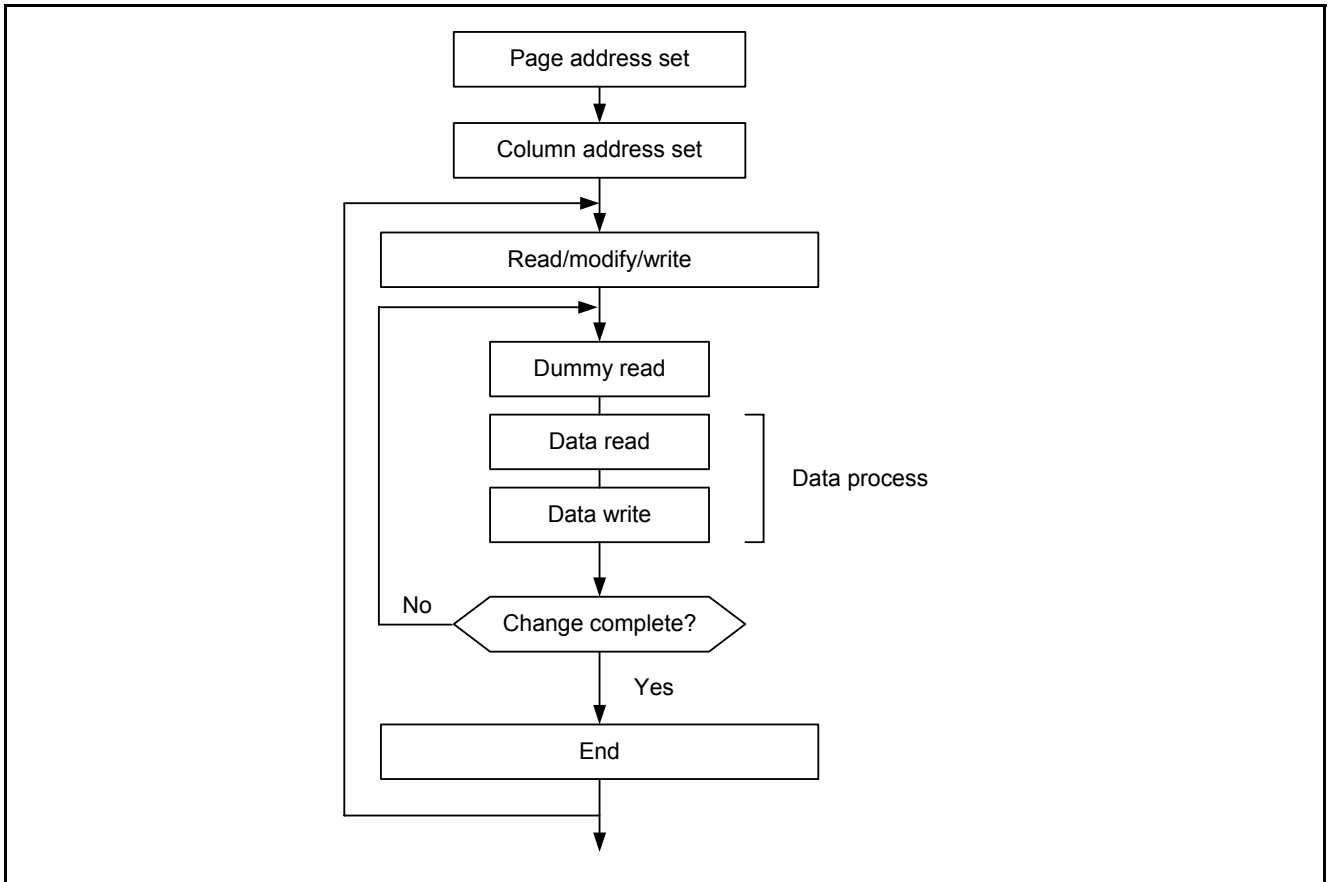 Page address set
Column address set
Read/modify/write
Dummy read
Data read
Data process
Data write
No
Change complete?
Yes
End